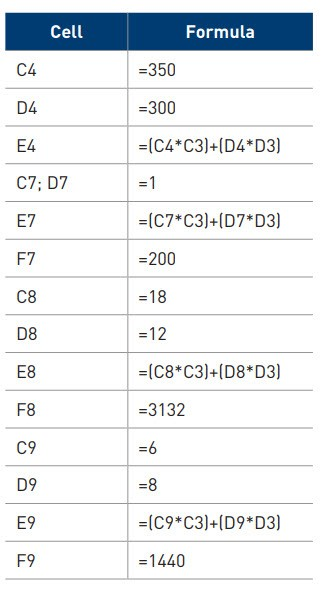 Cell Formula
C4 =350
D4 =300
E4 =(C4*C3)+(D4*D3)
C7; D7 =1
E7 =(C7*C3)+(D7*D3)
F7 =200
C8 =18
D8 =12
E8 =(C8*C3)+(D8*D3)
F8 =3132
C9 =6
D9 =8
E9 =(C9*C3)+(D9*D3)
F9 =1440